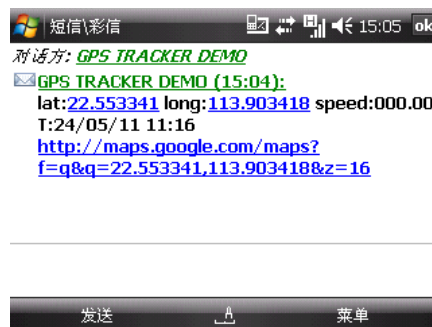 短信\彩信 15:05 ok
对话方: GPS TRACKER DEMO
GPS TRACKER DEMO (15:04):
lat:22.553341 long:113.903418 speed:000.00
T:24/05/11 11:16
http://maps.google.com/maps?
f=q&q=22.553341,113.903418&z=16
发送 A 菜单